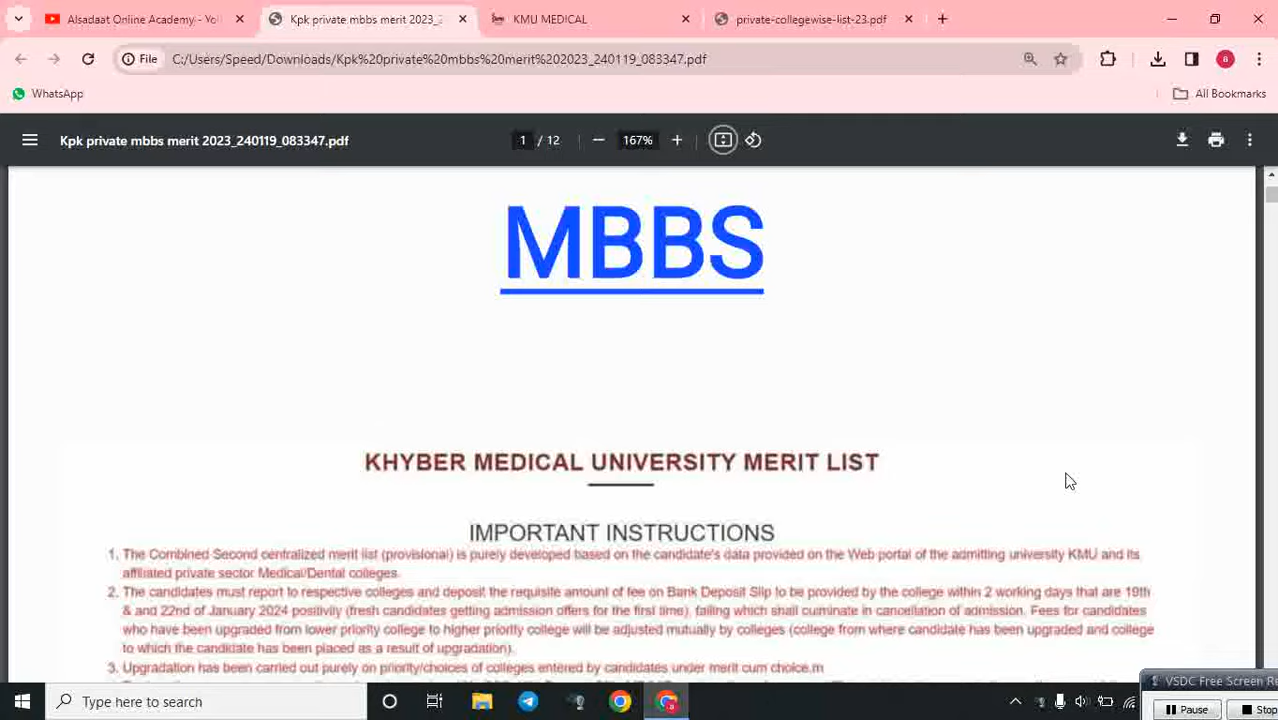 Alsadaat Online Academy - Yo
Kpk private mbbs merit 2023_2
KMU MEDICAL
private-collegewise-list-23.pdf
File
C:/Users/Speed/Downloads/Kpk%20private%20mbbs%20merit%202023_240119_083347.pdf
a
WhatsApp
All Bookmarks
Kpk private mbbs merit 2023_240119_083347.pdf
1 / 12
167%
MBBS
KHYBER MEDICAL UNIVERSITY MERIT LIST
IMPORTANT INSTRUCTIONS
1. The Combined Second centralized merit list (provisional) is purely developed based on the candidate's data provided on the Web portal of the admitting university KMU and its
affiliated private sector Medical/Dental colleges.
2. The candidates must report to respective colleges and deposit the requisite amount of fee on Bank Deposit Slip to be provided by the college within 2 working days that are 19th
& and 22nd of January 2024 positivily (fresh candidates getting admission offers for the first time), failing which shall culminate in cancellation of admission. Fees for candidates
who have been upgraded from lower priority college to higher priority college will be adjusted mutually by colleges (college from where candidate has been upgraded and college
to which the candidate has been placed as a result of upgradation).
3. Upgradation has been carried out purely on priority/choices of colleges entered by candidates under merit cum choice.m
Type here to search
VSDC Free Screen Re
Pause
Stop